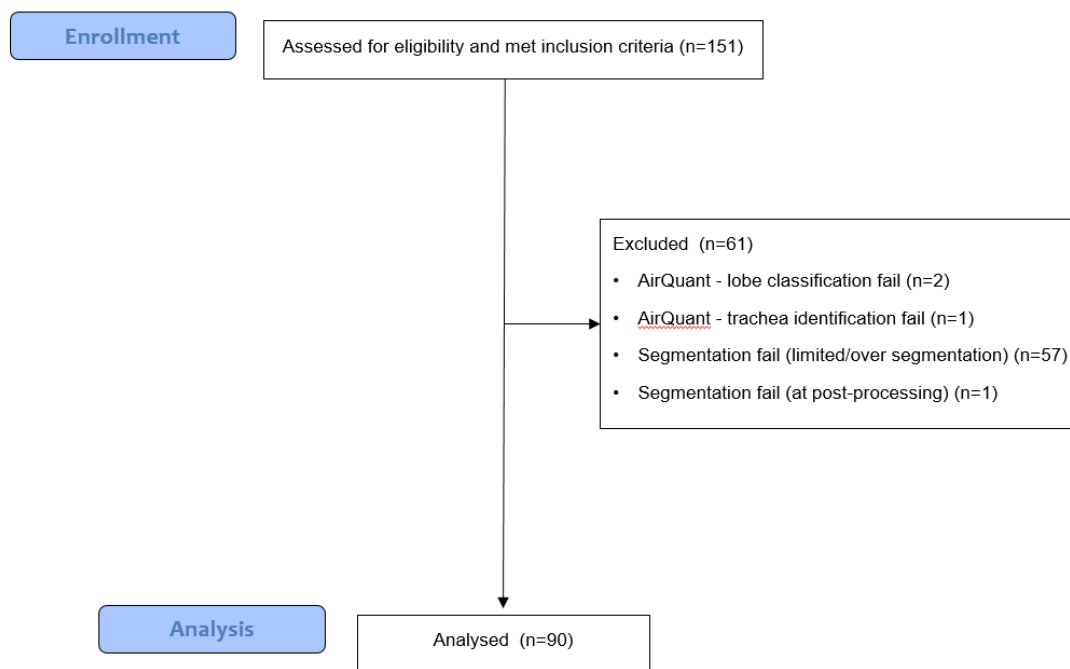 Enrollment
Assessed for eligibility and met inclusion criteria (n=151)
Excluded  (n=61)
• AirQuant - lobe classification fail (n=2)
• AirQuant - trachea identification fail (n=1)
• Segmentation fail (limited/over segmentation) (n=57)
• Segmentation fail (at post-processing) (n=1)
Analysis
Analysed  (n=90)